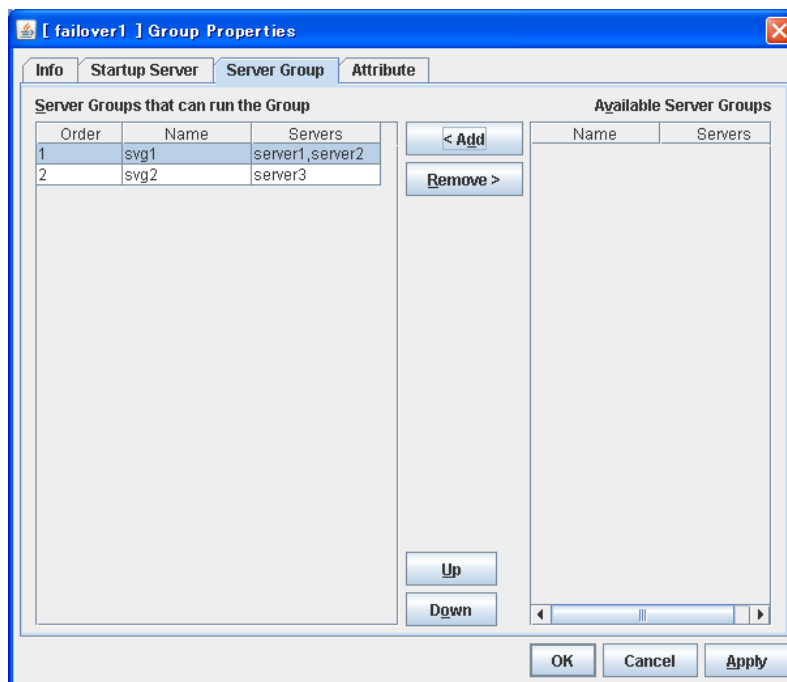 [ failover1 ] Group Properties
Info Startup Server Server Group Attribute
Server Groups that can run the Group
Order Name Servers
1 svg1 server1,server2
2 svg2 server3
< Add
Remove >
Up
Down
Available Server Groups
Name Servers
OK Cancel Apply